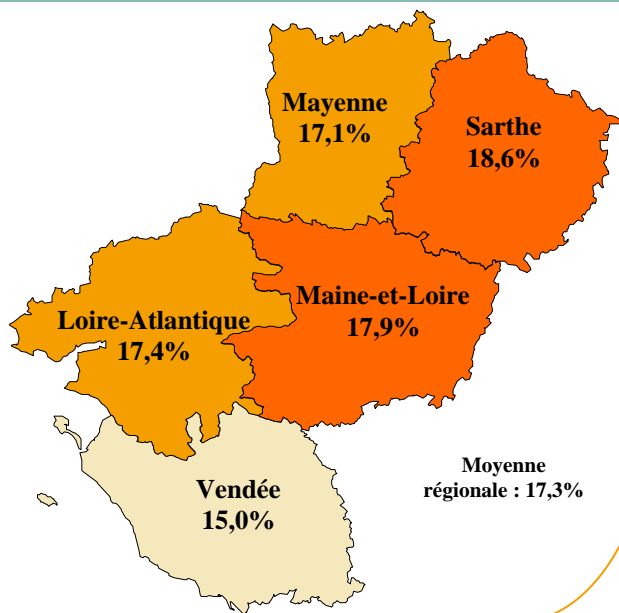 Mayenne
17,1%
Sarthe
18,6%
Maine-et-Loire
17,9%
Loire-Atlantique
17,4%
Moyenne
régionale : 17,3%
Vendée
15,0%